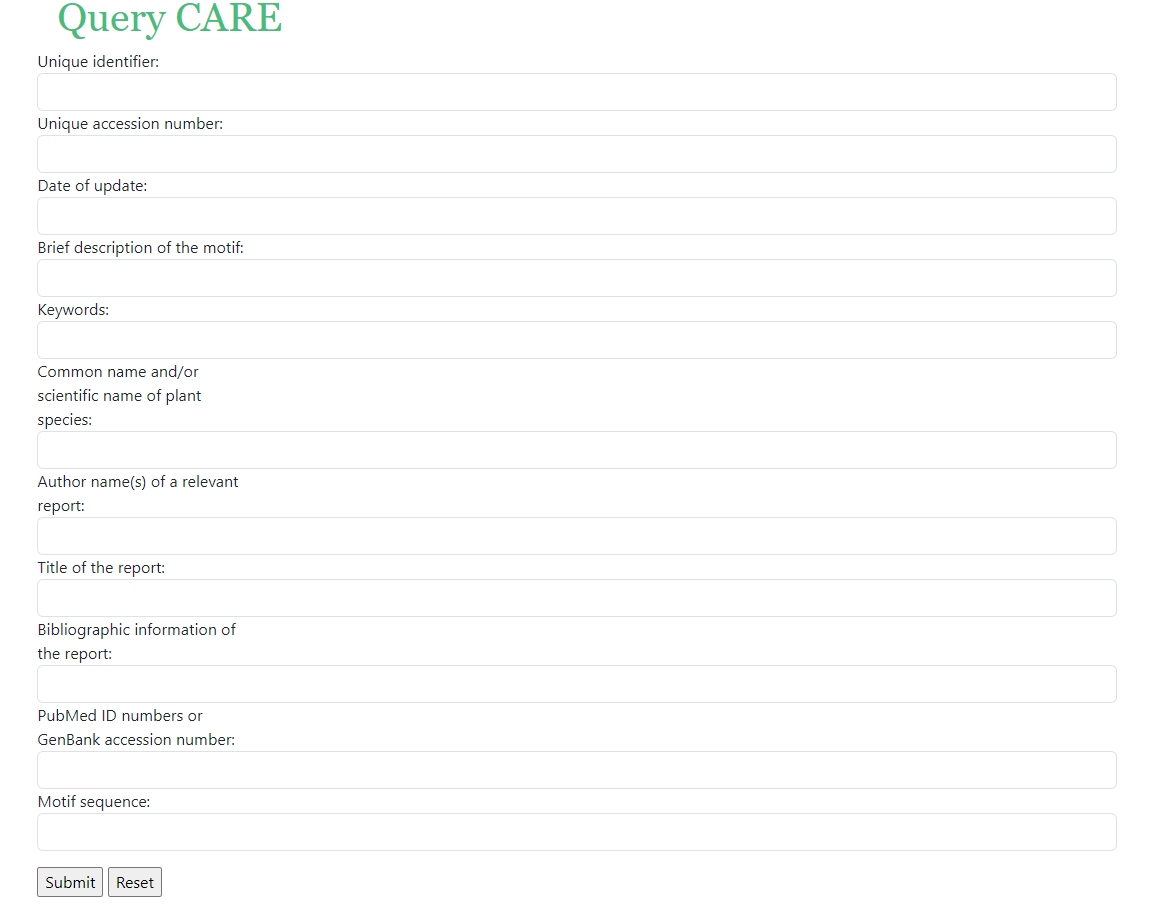 Query CARE
Unique identifier:
Unique accession number:
Date of update:
Brief description of the motif:
Keywords:
Common name and/or
scientific name of plant
species:
Author name(s) of a relevant
report:
Title of the report:
Bibliographic information of
the report:
PubMed ID numbers or
GenBank accession number:
Motif sequence:
Submit Reset